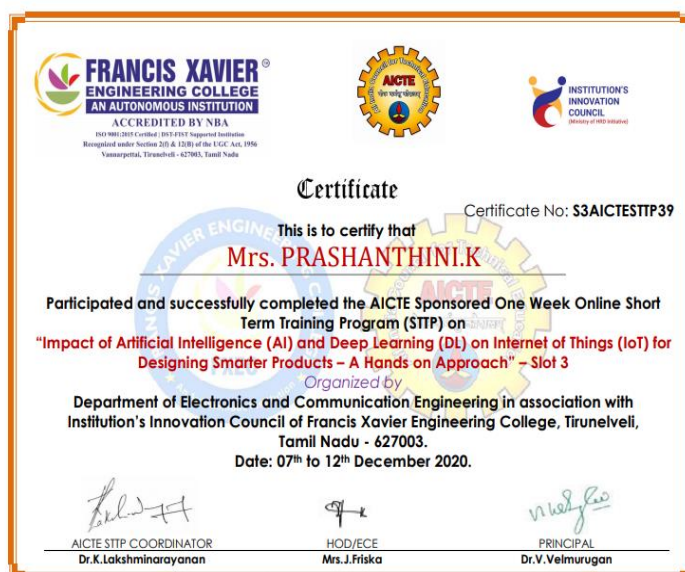 FRANCIS XAVIER®
ENGINEERING COLLEGE
AN AUTONOMOUS INSTITUTION
ACCREDITED BY NBA
ISO 9001:2015 Certified | DST-FIST Supported Institution
Recognized under Section 2(f) & 12(B) of the UGC Act, 1956
Vannarpettai, Tirunelveli - 627003, Tamil Nadu
All India Council for Technical Education
AICTE
INSTITUTION'S
INNOVATION
COUNCIL
(Ministry of HRD Initiative)
Certificate
Certificate No: S3AICTESTTP39
This is to certify that
Mrs. PRASHANTHINI.K
Participated and successfully completed the AICTE Sponsored One Week Online Short
Term Training Program (STTP) on
"Impact of Artificial Intelligence (AI) and Deep Learning (DL) on Internet of Things (IoT) for
Designing Smarter Products – A Hands on Approach" – Slot 3
Organized by
Department of Electronics and Communication Engineering in association with
Institution's Innovation Council of Francis Xavier Engineering College, Tirunelveli,
Tamil Nadu - 627003.
Date: 07th to 12th December 2020.
AICTE STTP COORDINATOR
Dr.K.Lakshminarayanan
HOD/ECE
Mrs.J.Friska
PRINCIPAL
Dr.V.Velmurugan